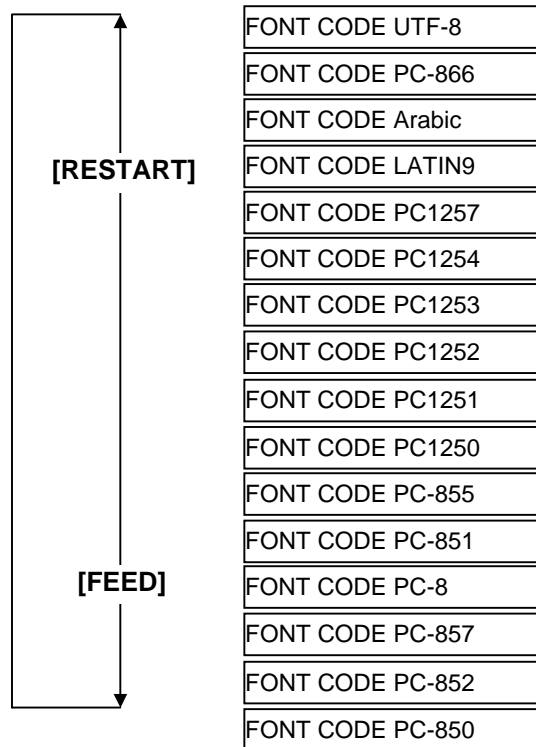 FONT CODE UTF-8
FONT CODE PC-866
FONT CODE Arabic
[RESTART]
FONT CODE LATIN9
FONT CODE PC1257
FONT CODE PC1254
FONT CODE PC1253
FONT CODE PC1252
FONT CODE PC1251
FONT CODE PC1250
FONT CODE PC-855
FONT CODE PC-851
[FEED]
FONT CODE PC-8
FONT CODE PC-857
FONT CODE PC-852
FONT CODE PC-850